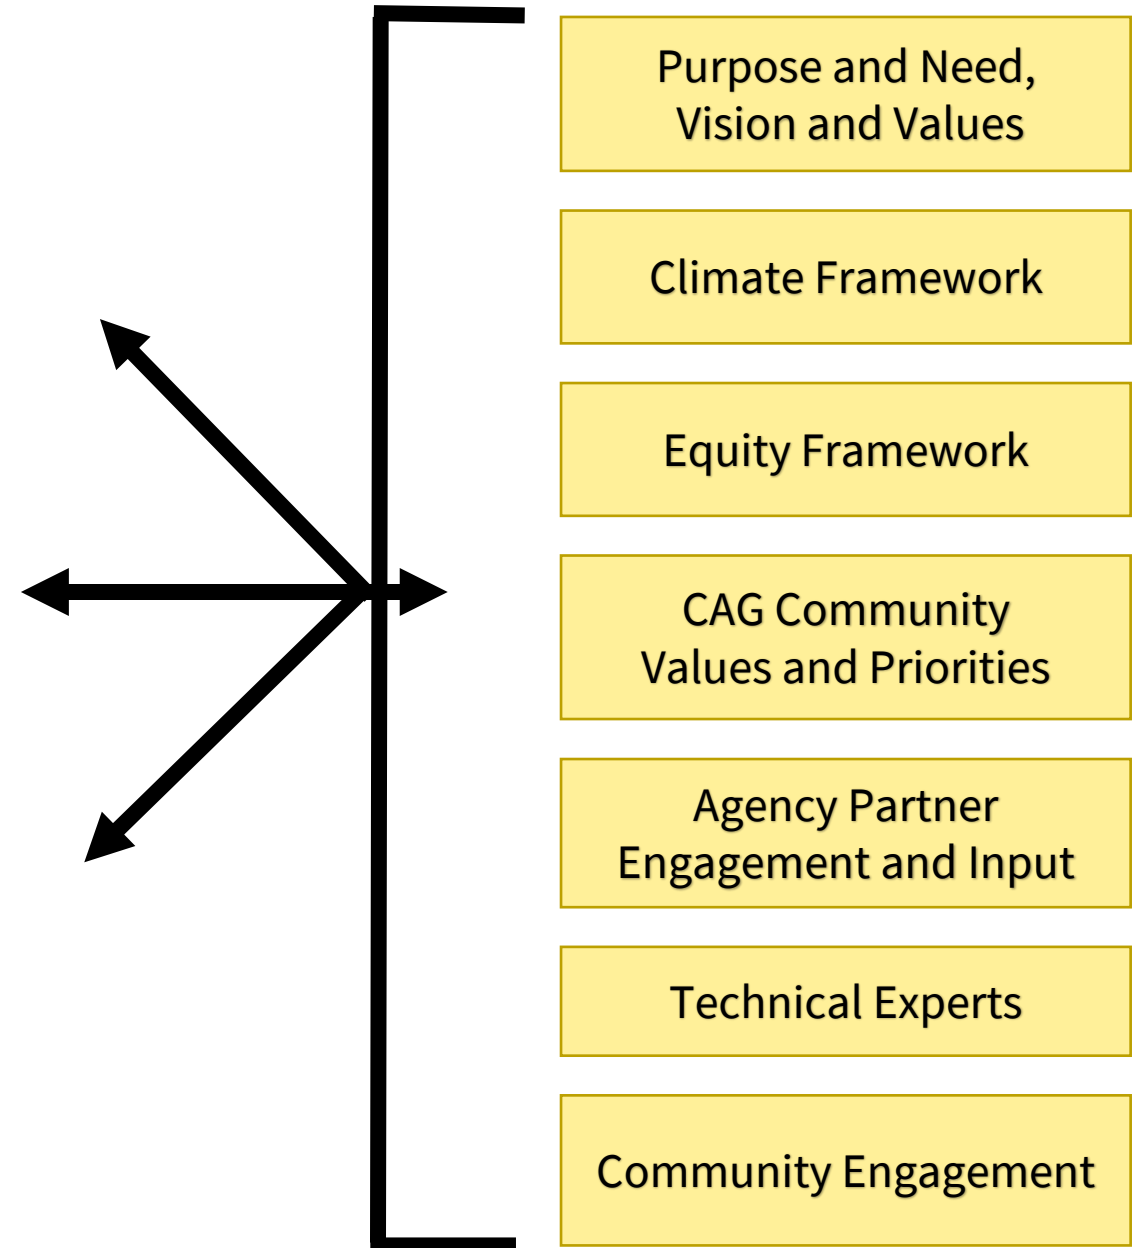 Purpose and Need,
Vision and Values
Climate Framework
Equity Framework
CAG Community
Values and Priorities
Agency Partner
Engagement and Input
Technical Experts
Community Engagement